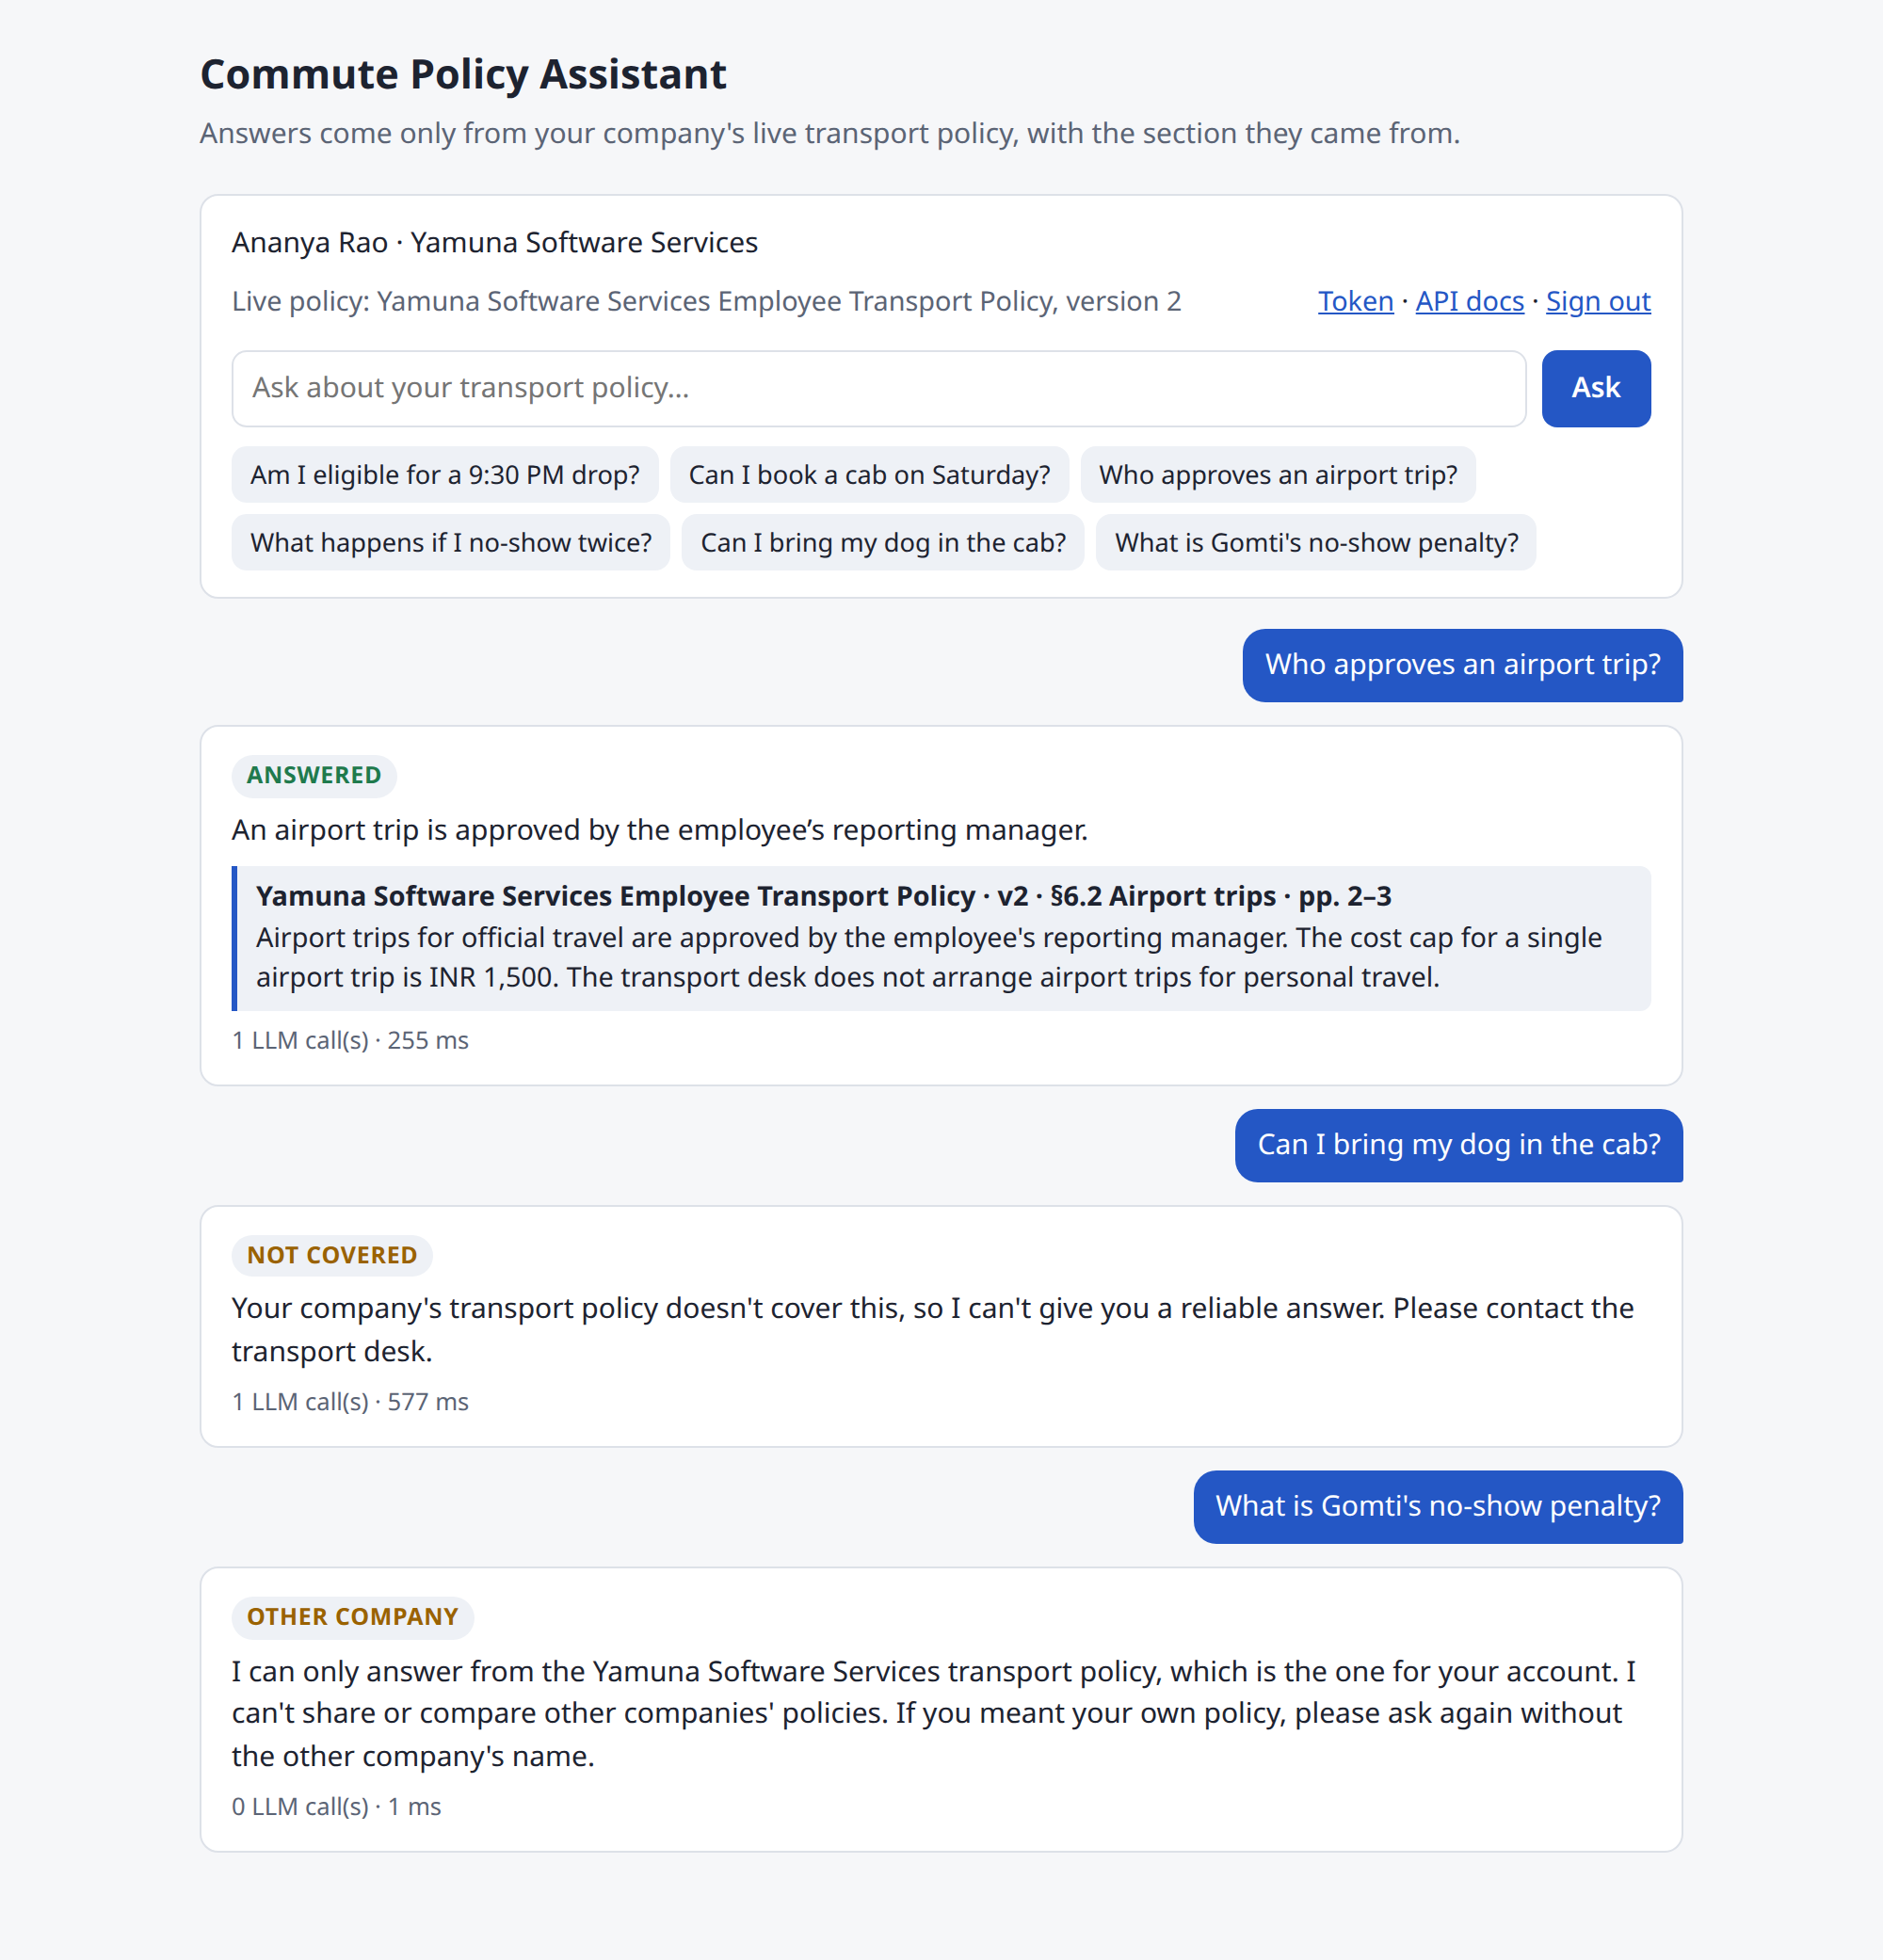 Commute Policy Assistant
Answers come only from your company's live transport policy, with the section they came from.
Ananya Rao · Yamuna Software Services
Live policy: Yamuna Software Services Employee Transport Policy, version 2
Token · API docs · Sign out
Ask about your transport policy...
Ask
Am I eligible for a 9:30 PM drop?
Can I book a cab on Saturday?
Who approves an airport trip?
What happens if I no-show twice?
Can I bring my dog in the cab?
What is Gomti's no-show penalty?
Who approves an airport trip?
ANSWERED
An airport trip is approved by the employee’s reporting manager.
Yamuna Software Services Employee Transport Policy · v2 · §6.2 Airport trips · pp. 2–3
Airport trips for official travel are approved by the employee's reporting manager. The cost cap for a single
airport trip is INR 1,500. The transport desk does not arrange airport trips for personal travel.
1 LLM call(s) · 255 ms
Can I bring my dog in the cab?
NOT COVERED
Your company's transport policy doesn't cover this, so I can't give you a reliable answer. Please contact the
transport desk.
1 LLM call(s) · 577 ms
What is Gomti's no-show penalty?
OTHER COMPANY
I can only answer from the Yamuna Software Services transport policy, which is the one for your account. I
can't share or compare other companies' policies. If you meant your own policy, please ask again without
the other company's name.
0 LLM call(s) · 1 ms